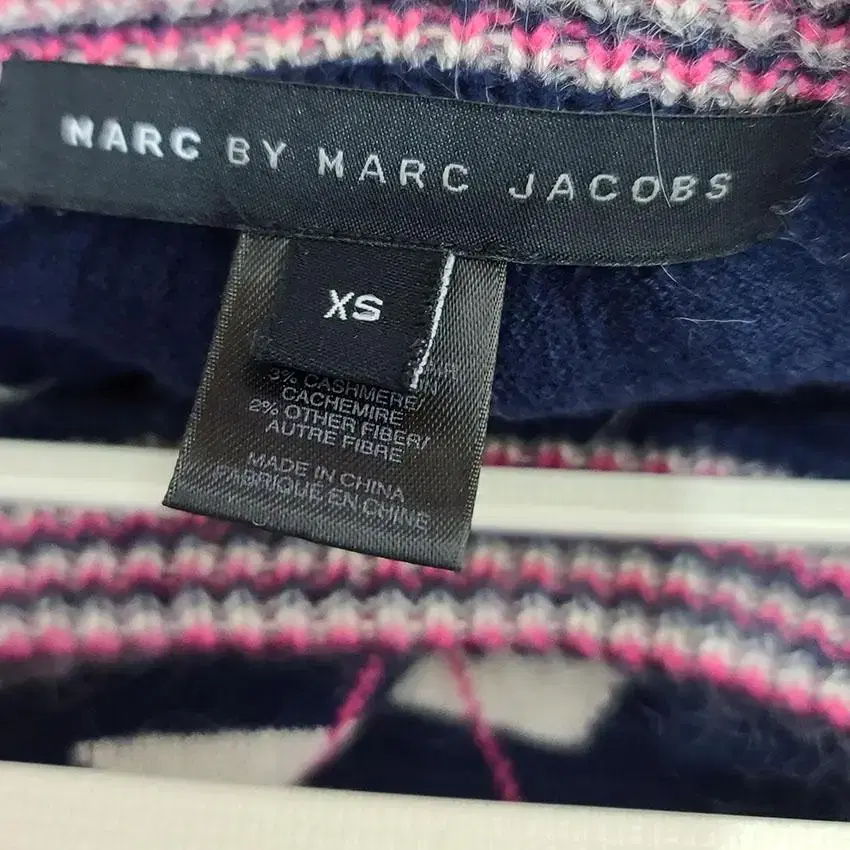 MARC BY MARC JACOBS
XS
3% CASHMERE
CACHEMIRE
2% OTHER FIBER/
AUTRE FIBRE
MADE IN CHINA
FABRIQUE EN CHINE